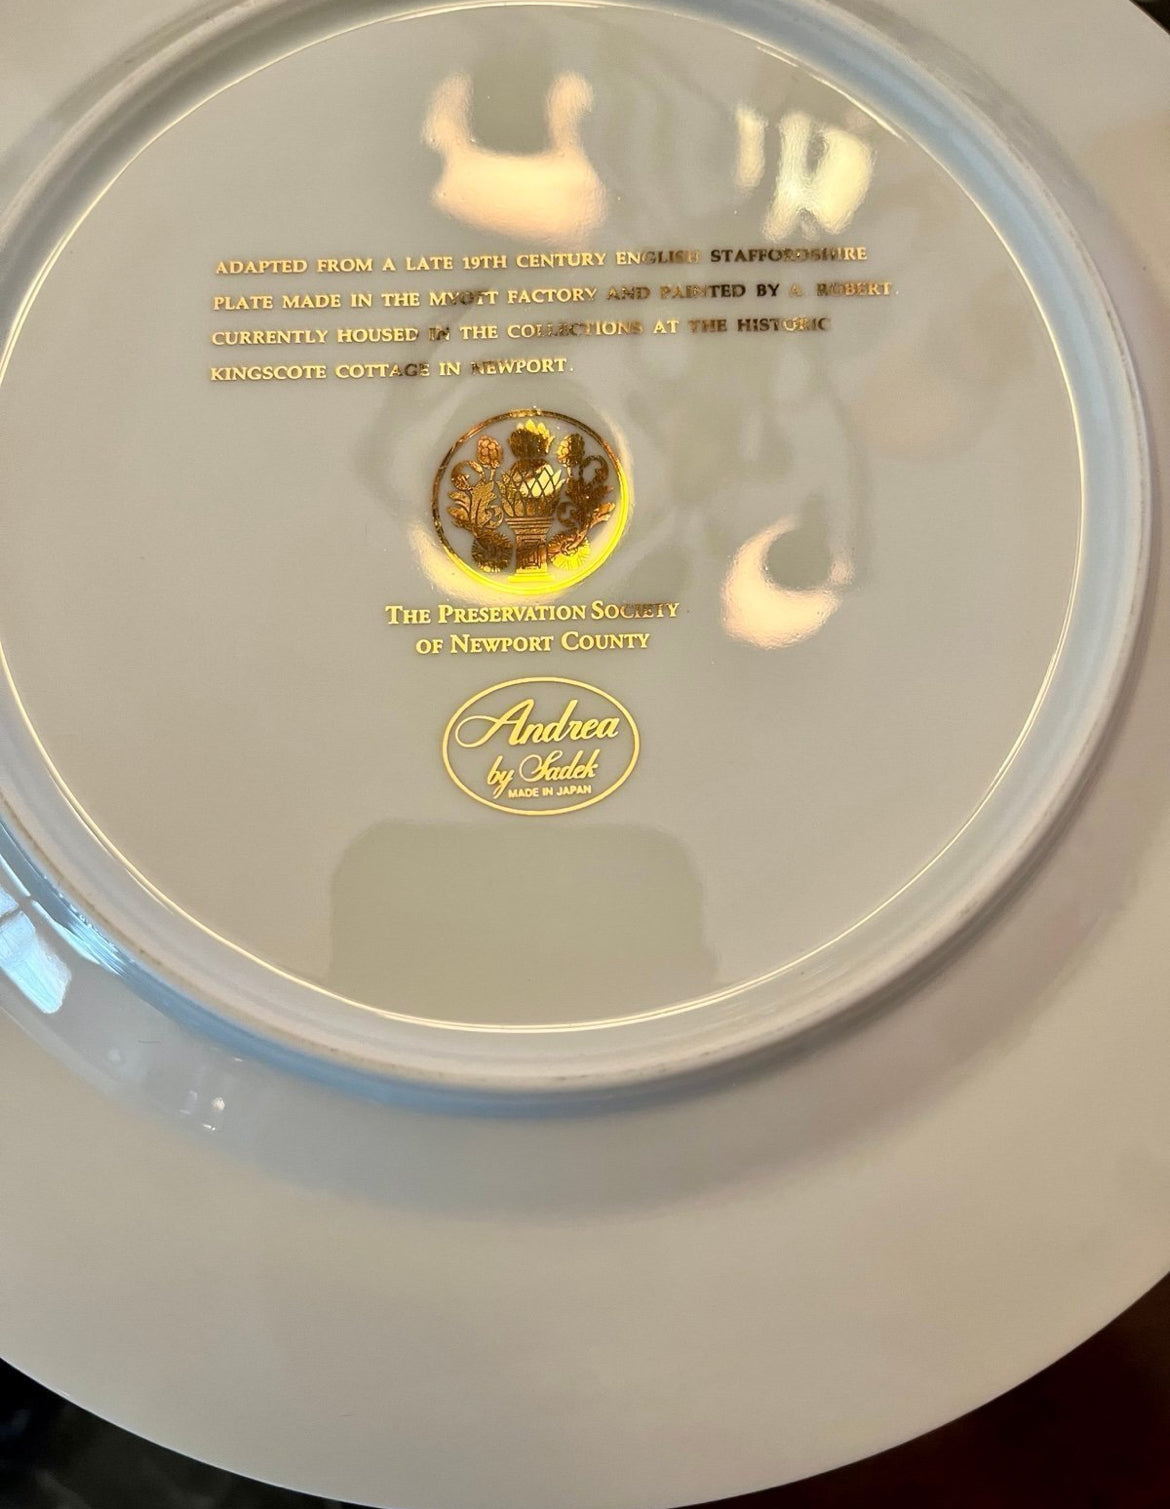 ADAPTED FROM A LATE 19TH CENTURY ENGLISH STAFFORDSHIRE
PLATE MADE IN THE MYOTT FACTORY AND PAINTED BY A. ROBERT.
CURRENTLY HOUSED IN THE COLLECTIONS AT THE HISTORIC
KINGSCOTE COTTAGE IN NEWPORT.
THE PRESERVATION SOCIETY
OF NEWPORT COUNTY
Andrea
by Sadek
MADE IN JAPAN